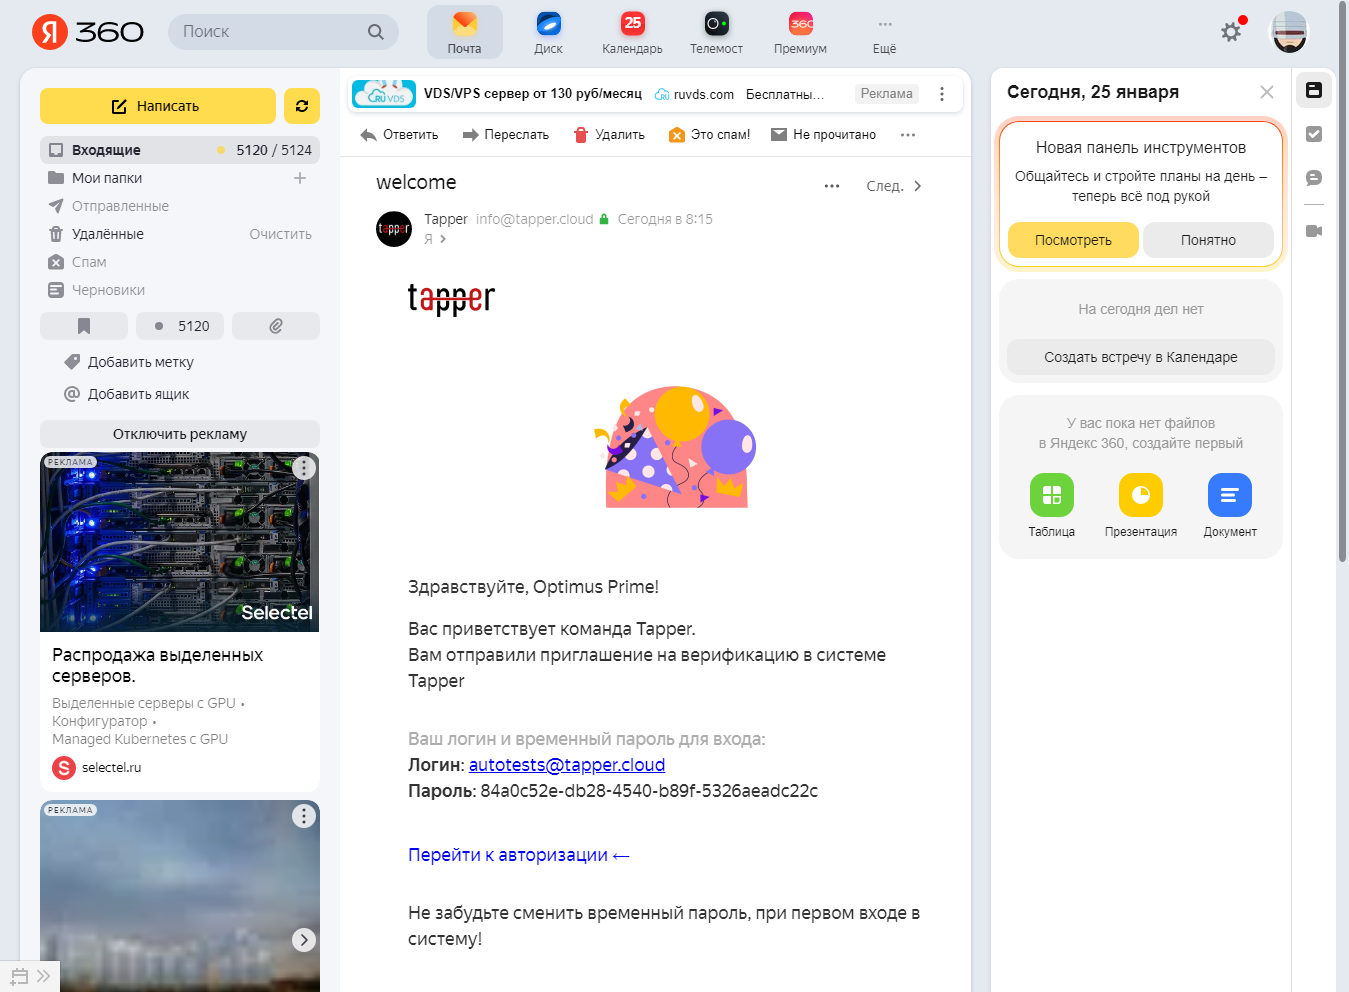 Я 360
Поиск
Почта
Диск
25
Календарь
Телемост
360
Премиум
Ещё
Написать
Входящие 5120 / 5124
Мои папки
Отправленные
Удалённые Очистить
Спам
Черновики
5120
Добавить метку
Добавить ящик
Отключить рекламу
РЕКЛАМА
Selectel
Распродажа выделенных
серверов.
Выделенные серверы с GPU •
Конфигуратор •
Managed Kubernetes с GPU
S selectel.ru
РЕКЛАМА
RU VDS
VDS/VPS сервер от 130 руб/месяц ruvds.com Бесплатны... Реклама
Ответить Переслать Удалить Это спам! Не прочитано
welcome
След.
tapper
Tapper info@tapper.cloud Сегодня в 8:15
Я
tapper
Здравствуйте, Optimus Prime!
Вас приветствует команда Tapper.
Вам отправили приглашение на верификацию в системе
Tapper
Ваш логин и временный пароль для входа:
Логин: autotests@tapper.cloud
Пароль: 84a0c52e-db28-4540-b89f-5326aeadc22c
Перейти к авторизации ←
Не забудьте сменить временный пароль, при первом входе в
систему!
Сегодня, 25 января
Новая панель инструментов
Общайтесь и стройте планы на день –
теперь всё под рукой
Посмотреть Понятно
На сегодня дел нет
Создать встречу в Календаре
У вас пока нет файлов
в Яндекс 360, создайте первый
Таблица Презентация Документ